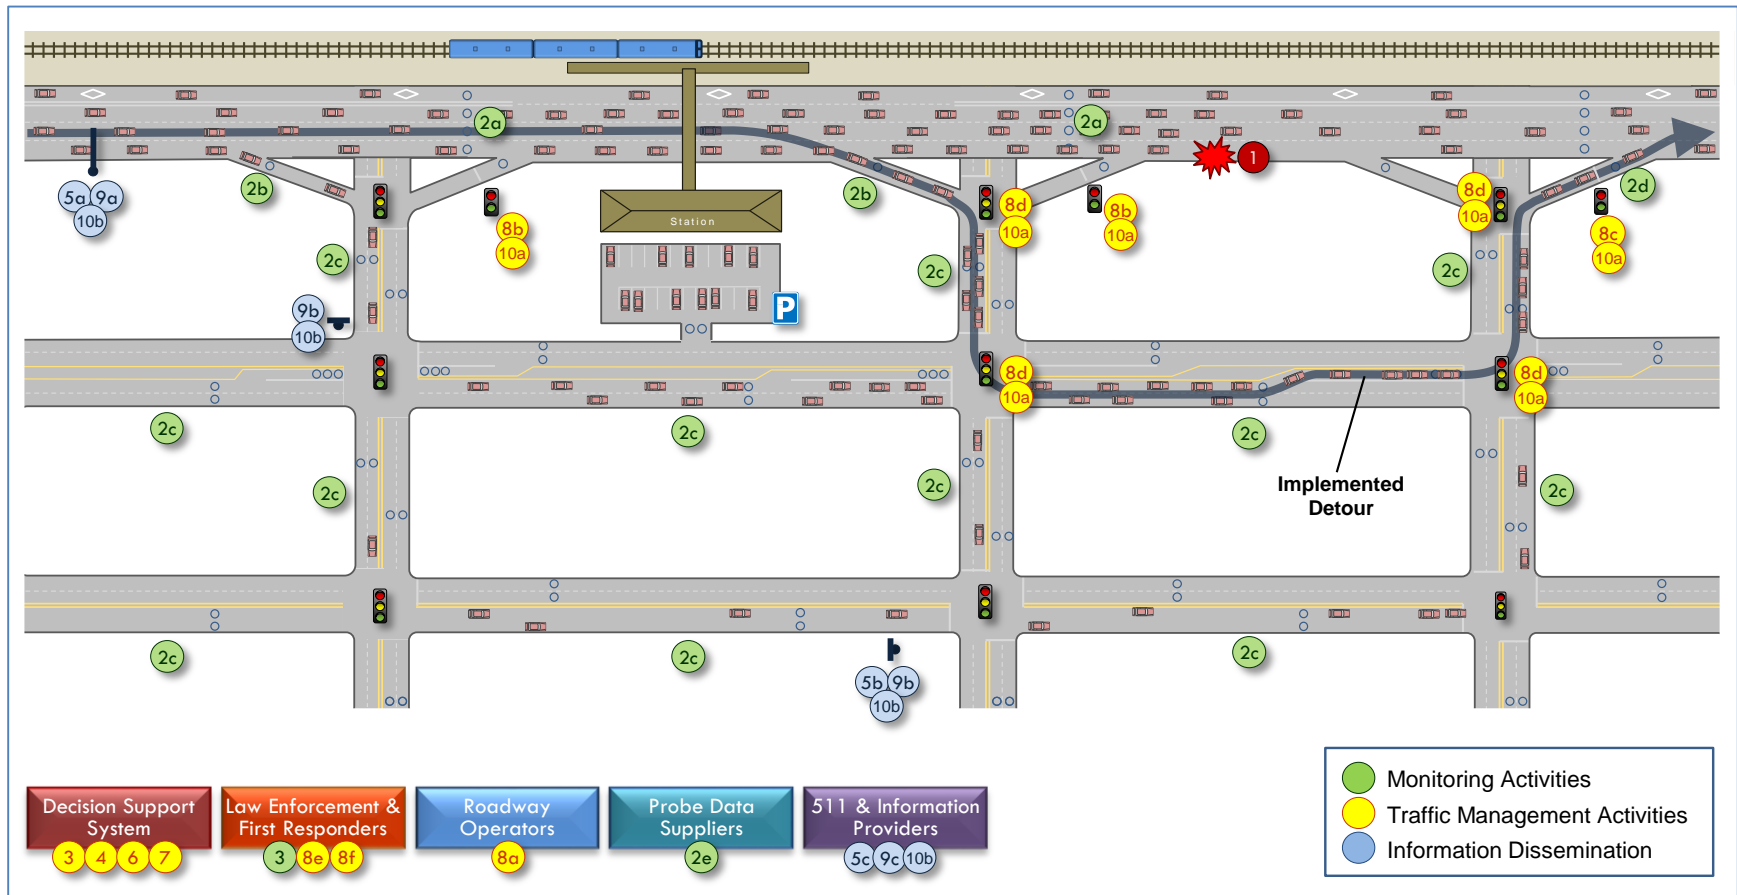 2a
2a
1
5a 9a
10b
2b
2b
8d
10a
8b
10a
8d
10a
2d
8b
10a
Station
8c
10a
2c
2c
2c
9b
10b
P
8d
10a
8d
10a
2c
2c
2c
Implemented
Detour
2c
2c
2c
2c
2c
2c
5b 9b
10b
Decision Support
System
3 4 6 7
Law Enforcement &
First Responders
3 8e 8f
Roadway
Operators
8a
Probe Data
Suppliers
2e
511 & Information
Providers
5c 9c 10b
Monitoring Activities
Traffic Management Activities
Information Dissemination